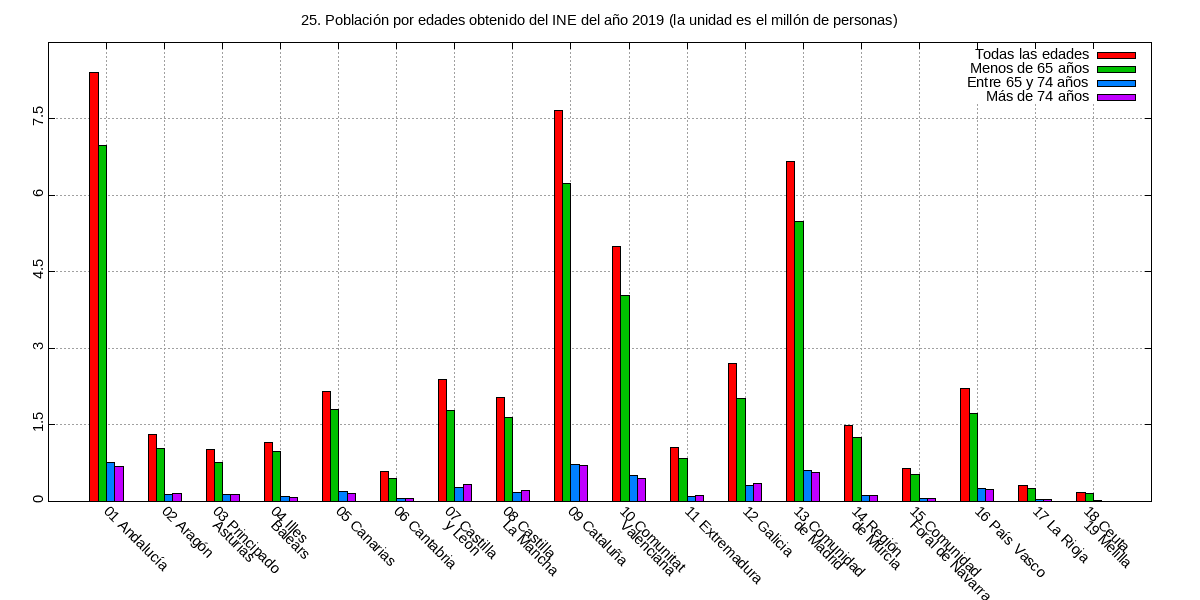 25. Población por edades obtenido del INE del año 2019 (la unidad es el millón de personas)
Todas las edades
Menos de 65 años
Entre 65 y 74 años
Más de 74 años
7.5
6
4.5
3
1.5
0
01 Andalucía
02 Aragón
03 Principado
Asturias
04 Illes
Balears
05 Canarias
06 Cantabria
07 Castilla
y León
08 Castilla
La Mancha
09 Cataluña
10 Comunitat
Valenciana
11 Extremadura
12 Galicia
13 Comunidad
de Madrid
14 Región
de Murcia
15 Comunidad
Foral de Navarra
16 País Vasco
17 La Rioja
18 Ceuta
19 Melilla